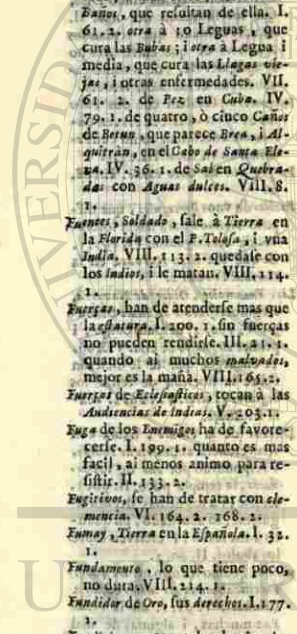 Baños, que resultan de ella. I.
61. 2. otra à 10 Leguas, que
cura las Bubas; i otra à Legua i
media, que cura las Llagas vie-
jas, i otras enfermedades. VII.
61. 2. de Pez en Cuba. IV.
79. 1. de quatro, ò cinco Caños
de Betun, que parece Brea, i Al-
quitràn, en el Cabo de Santa Ele-
na. IV. 36. 1. de Sal en Quebra-
das con Aguas dulces. VIII. 8.
1.
Fuentes, Soldado, sale à Tierra en
la Florida con el P. Tolosa, i vna
India. VIII. 113. 2. quedase con
los Indios, i le matan. VIII. 114.
1.
Fuerças, han de atenderse mas que
la estatura. I. 200. 1. sin fuerças
no pueden rendirse. III. 21. 1.
quando ai muchos malvados,
mejor es la maña. VIII. 165. 2.
Fuerças de Eclesiasticos, tocan à las
Audiencias de Indias. V. 203. 1.
Fuga de los Enemigos ha de favore-
cerse. I. 199. 1. quanto es mas
facil, ai menos animo para re-
sistir. II. 133. 2.
Fugitivos, se han de tratar con cle-
mencia. VI. 164. 2. 168. 2.
Fumay, Tierra en la Española. I. 32.
1.
Fundamento, lo que tiene poco,
no dura. VIII. 214. 1.
Fundidor de Oro, sus derechos. I. 177.
1.